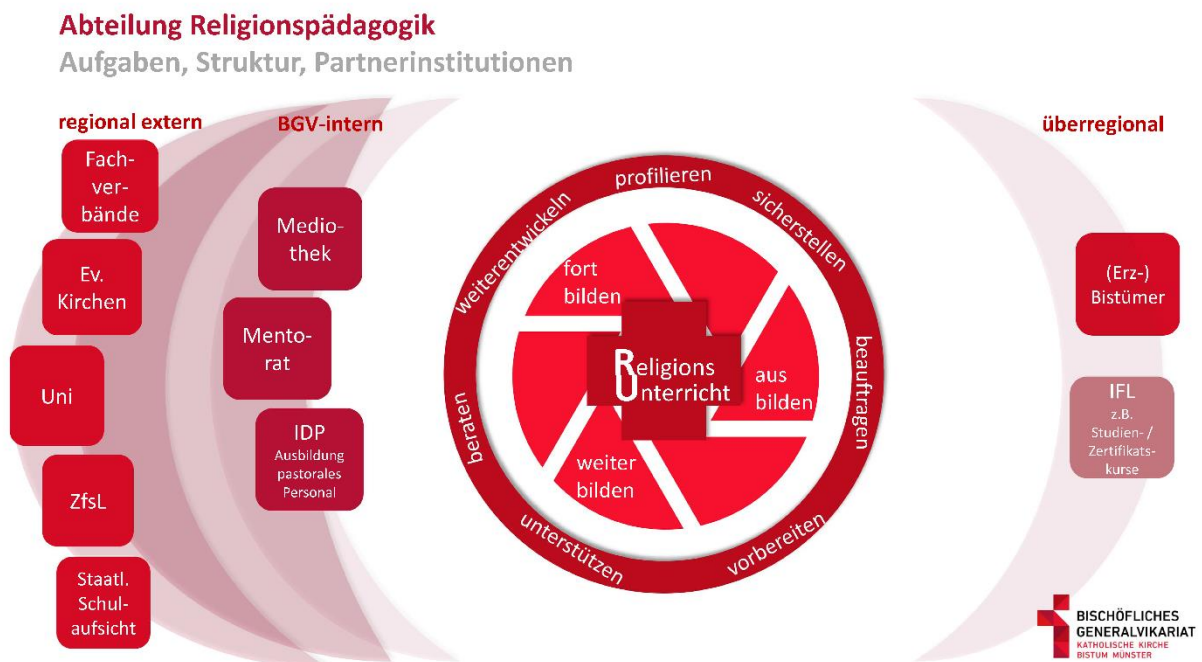 Abteilung Religionspädagogik
Aufgaben, Struktur, Partnerinstitutionen
regional extern
Fach-
ver-
bände
Ev.
Kirchen
Uni
ZfsL
Staatl.
Schul-
aufsicht
BGV-intern
Medio-
thek
Mento-
rat
IDP
Ausbildung
pastorales
Personal
profilieren
sicherstellen
beauftragen
vorbereiten
unterstützen
beraten
weiterentwickeln
fort
bilden
aus
bilden
weiter
bilden
Religions
Unterricht
überregional
(Erz-)
Bistümer
IFL
z.B.
Studien- /
Zertifikats-
kurse
BISCHÖFLICHES
GENERALVIKARIAT
KATHOLISCHE KIRCHE
BISTUM MÜNSTER